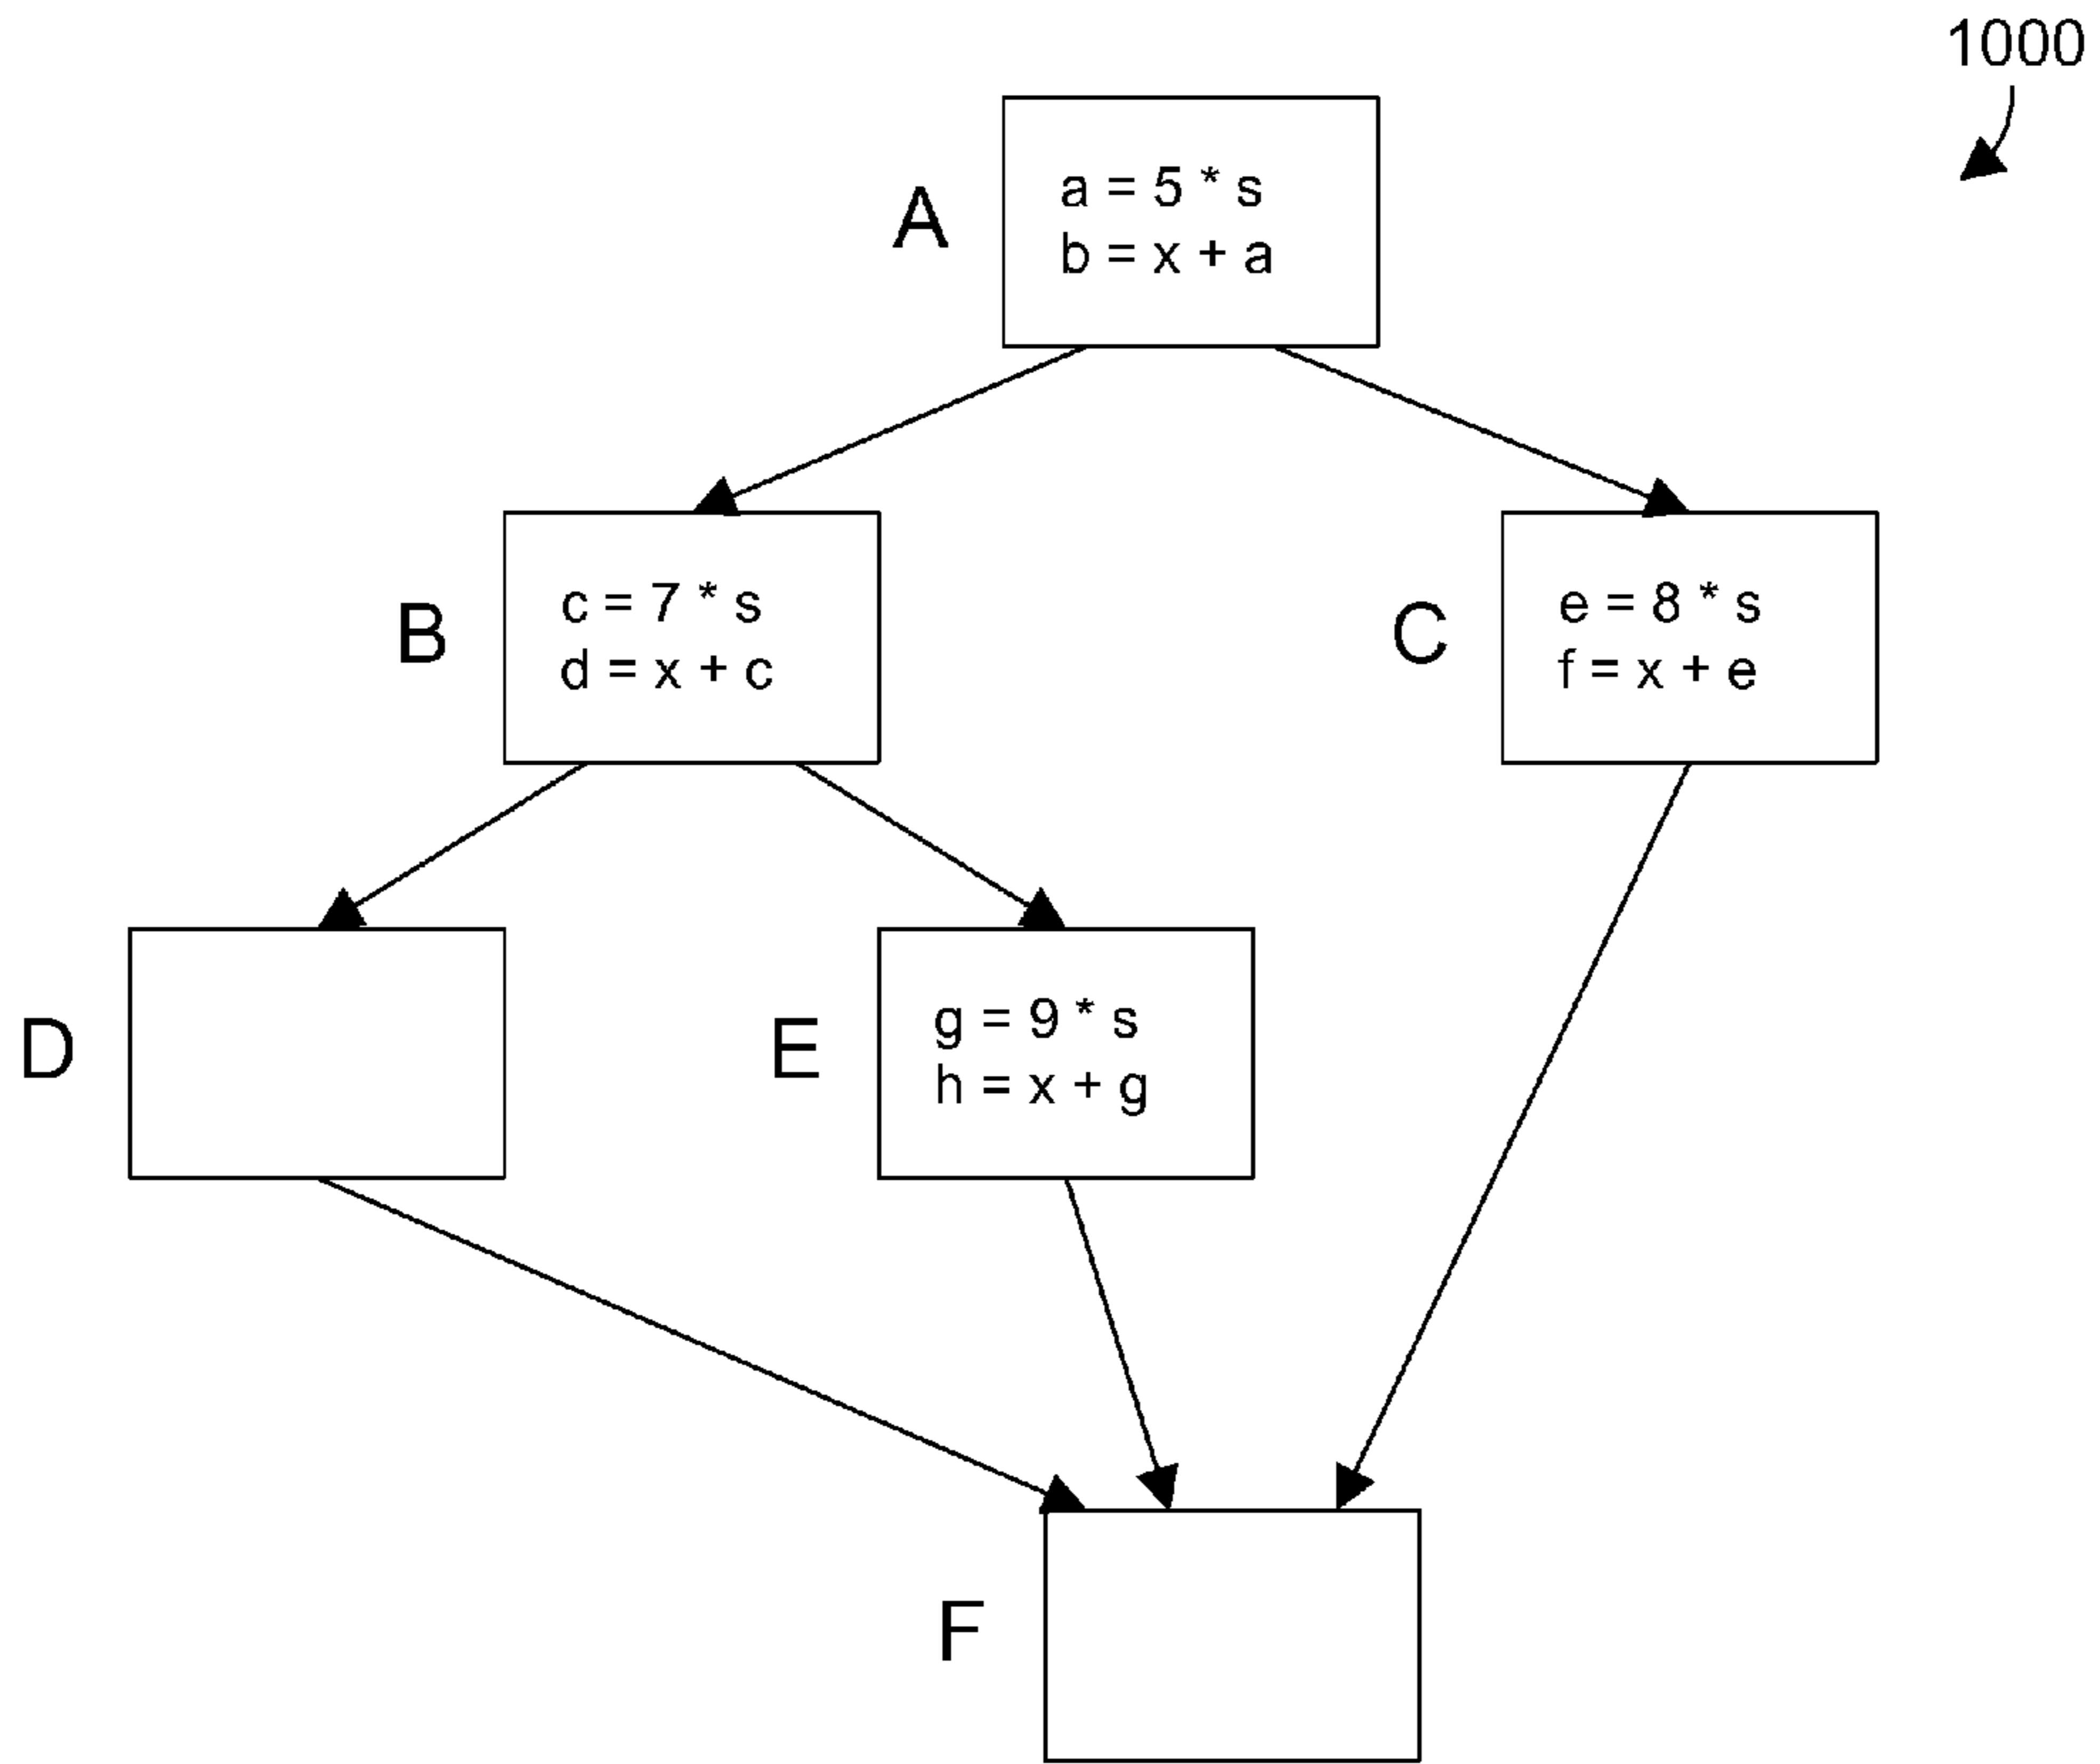 1000
A
a = 5 * s
b = x + a
B
c = 7 * s
d = x + c
C
e = 8 * s
f = x + e
D
E
g = 9 * s
h = x + g
F